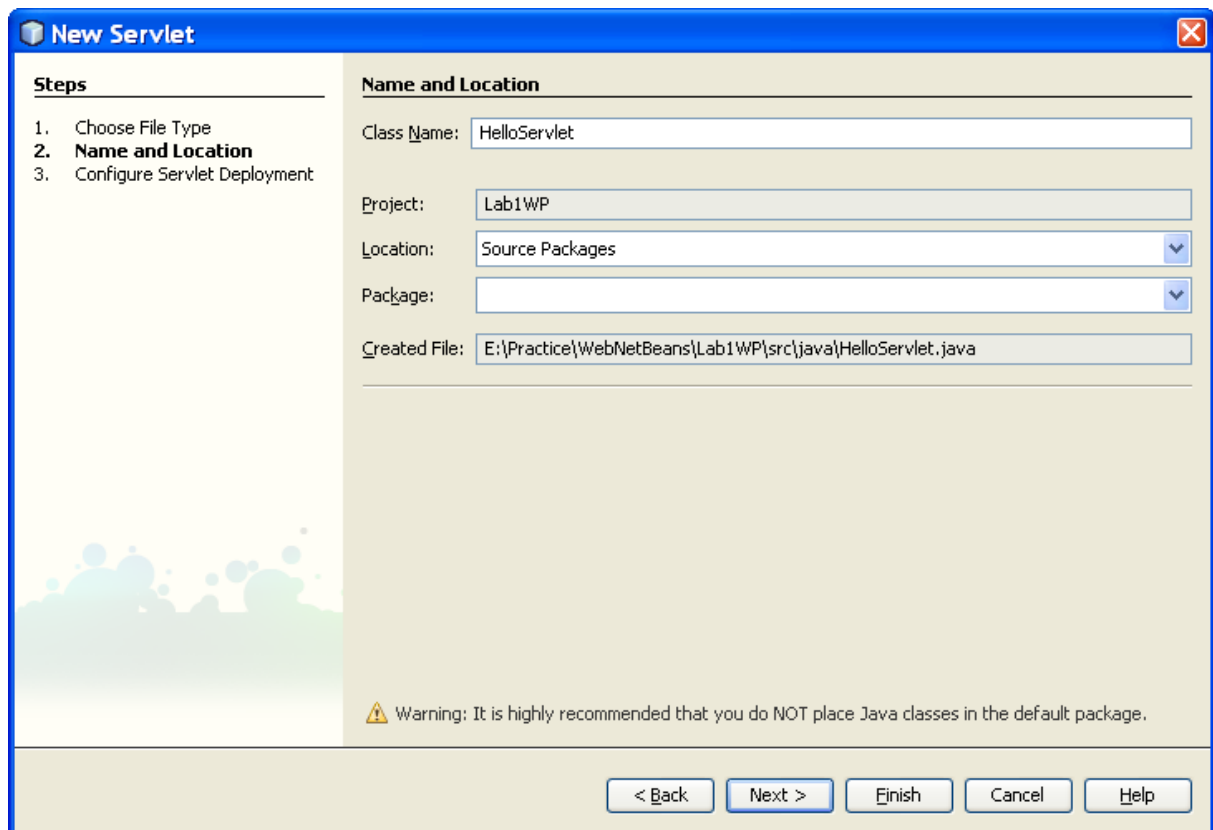 New Servlet
Steps
1. Choose File Type
2. Name and Location
3. Configure Servlet Deployment
Name and Location
Class Name: HelloServlet
Project: Lab1WP
Location: Source Packages
Package:
Created File: E:\Practice\WebNetBeans\Lab1WP\src\java\HelloServlet.java
Warning: It is highly recommended that you do NOT place Java classes in the default package.
< Back Next > Finish Cancel Help